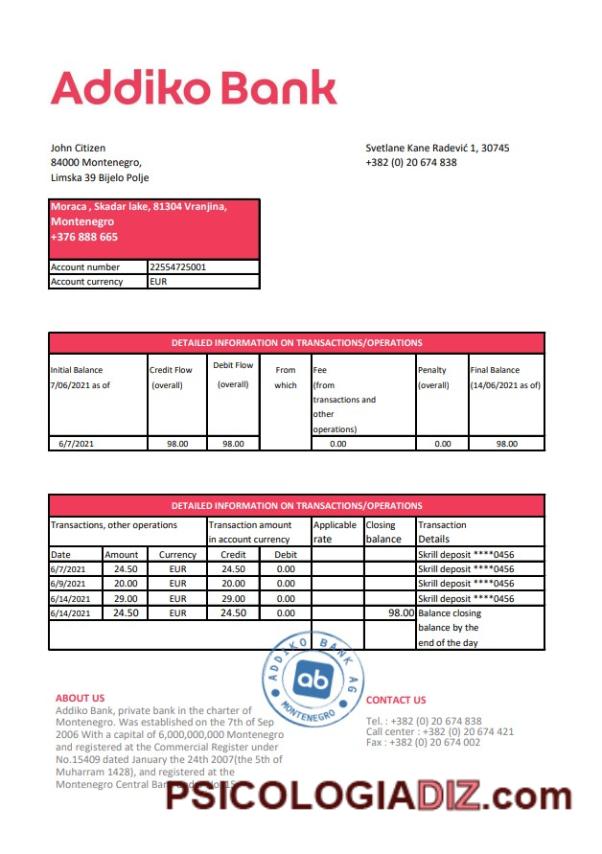 Addiko Bank
John Citizen
84000 Montenegro,
Limska 39 Bijelo Polje
Svetlane Kane Radević 1, 30745
+382 (0) 20 674 838
Moraca , Skadar lake, 81304 Vranjina,
Montenegro
+376 888 665
Account number 22554725001
Account currency EUR
DETAILED INFORMATION ON TRANSACTIONS/OPERATIONS
Initial Balance Credit Flow Debit Flow From Fee Penalty Final Balance
7/06/2021 as of (overall) (overall) which (from (overall) (14/06/2021 as of)
transactions and
other
operations)
6/7/2021 98.00 98.00 0.00 0.00 98.00
DETAILED INFORMATION ON TRANSACTIONS/OPERATIONS
Transactions, other operations Transaction amount Applicable Closing Transaction
in account currency rate balance Details
Date Amount Currency Credit Debit Skrill deposit ****0456
6/7/2021 24.50 EUR 24.50 0.00 Skrill deposit ****0456
6/9/2021 20.00 EUR 20.00 0.00 Skrill deposit ****0456
6/14/2021 29.00 EUR 29.00 0.00 Skrill deposit ****0456
6/14/2021 24.50 EUR 24.50 0.00 98.00 Balance closing
balance by the
end of the day
ADDIKO BANK AG
ab
MONTENEGRO
ABOUT US
Addiko Bank, private bank in the charter of
Montenegro. Was established on the 7th of Sep
2006 With a capital of 6,000,000,000 Montenegro
and registered at the Commercial Register under
No.15409 dated January the 24th 2007(the 5th of
Muharram 1428), and registered at the
Montenegro Central Bank
CONTACT US
Tel. : +382 (0) 20 674 838
Call center : +382 (0) 20 674 421
Fax : +382 (0) 20 674 002
PSICOLOGIADIZ.com